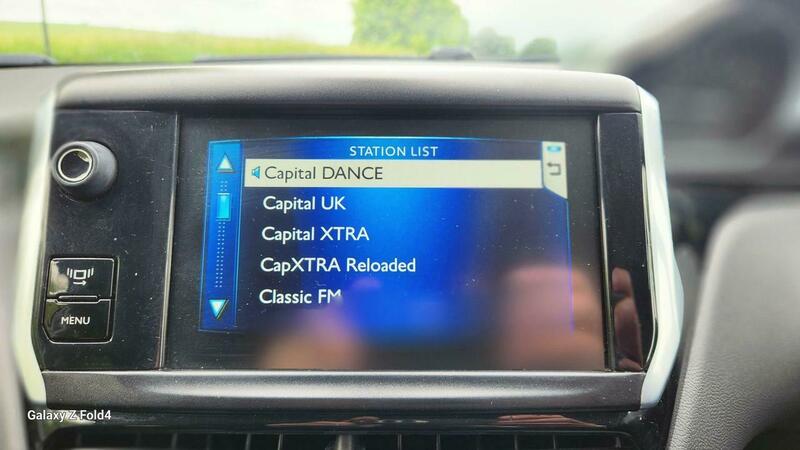 STATION LIST
Capital DANCE
Capital UK
Capital XTRA
CapXTRA Reloaded
Classic FM
MENU
Galaxy Z Fold4